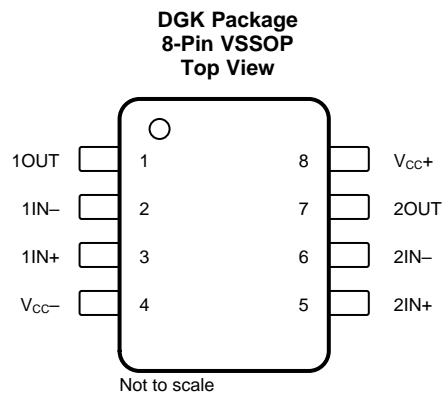 DGK Package
8-Pin VSSOP
Top View
1OUT 1 8 VCC+
1IN– 2 7 2OUT
1IN+ 3 6 2IN–
VCC– 4 5 2IN+
Not to scale